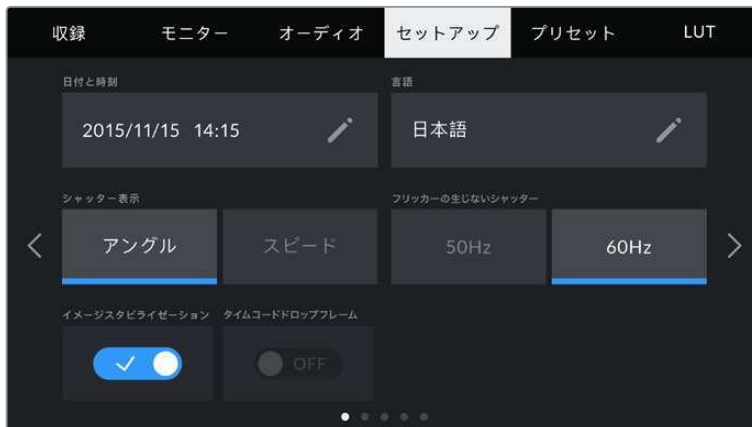 収録 モニター オーディオ セットアップ プリセット LUT
日付と時刻 言語
2015/11/15 14:15 日本語
シャッター表示 フリッカーの生じないシャッター
アングル スピード 50Hz 60Hz
イメージスタビライゼーション タイムコードドロップフレーム
OFF